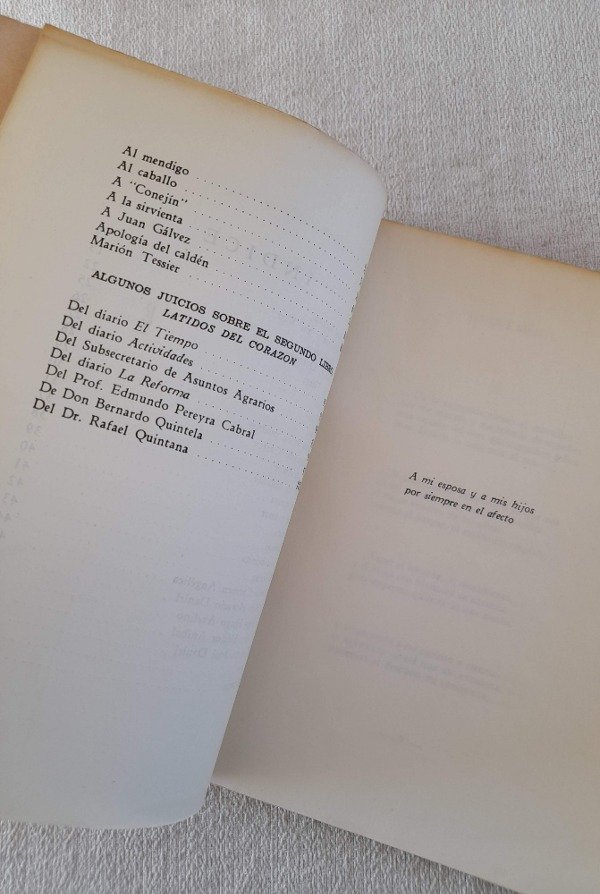 Al mendigo
Al caballo
A "Conejín"
A la sirvienta
A Juan Gálvez
Apología del caldén
Marión Tessier
ALGUNOS JUICIOS SOBRE EL SEGUNDO LIBRO
LATIDOS DEL CORAZON
Del diario El Tiempo
Del diario Actividades
Del Subsecretario de Asuntos Agrarios
Del diario La Reforma
Del Prof. Edmundo Pereyra Cabral
De Don Bernardo Quintela
Del Dr. Rafael Quintana
A mi esposa y a mis hijos
por siempre en el afecto